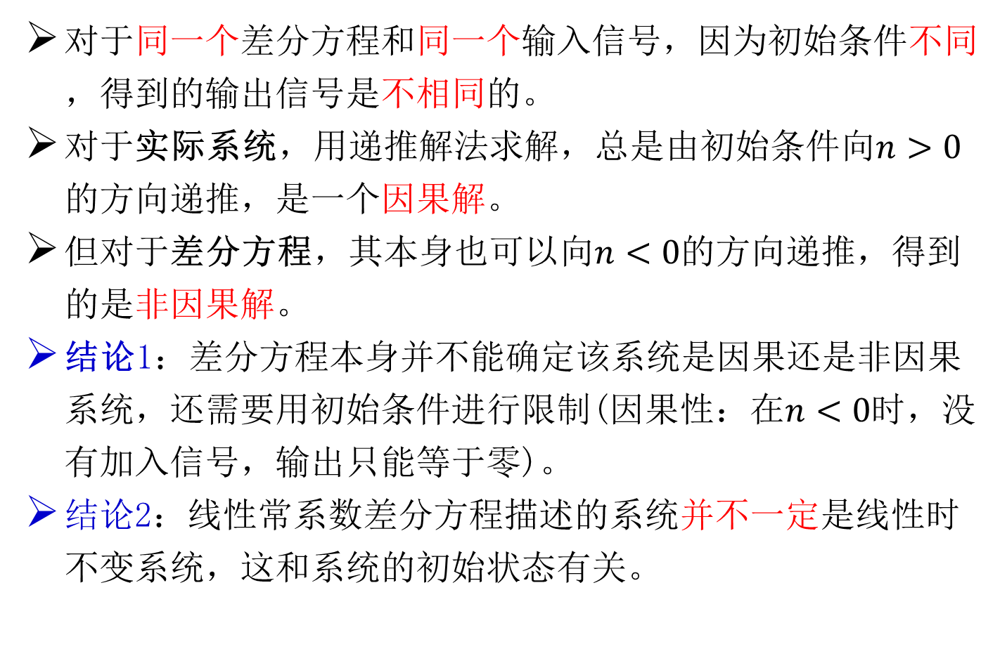 ➢对于同一个差分方程和同一个输入信号，因为初始条件不同
，得到的输出信号是不相同的。
➢对于实际系统，用递推解法求解，总是由初始条件向n > 0
的方向递推，是一个因果解。
➢但对于差分方程，其本身也可以向n < 0的方向递推，得到
的是非因果解。
➢结论1：差分方程本身并不能确定该系统是因果还是非因果
系统，还需要用初始条件进行限制(因果性：在n < 0时，没
有加入信号，输出只能等于零)。
➢结论2：线性常系数差分方程描述的系统并不一定是线性时
不变系统，这和系统的初始状态有关。